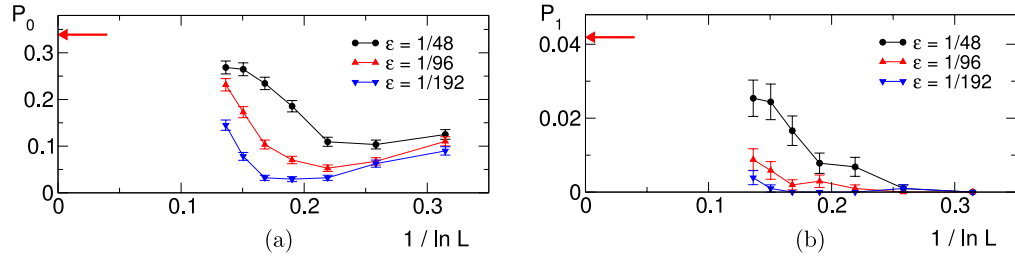 P₀
0.3
0.2
0.1
0
0
0.1
0.2
0.3
1 / ln L
ε = 1/48
ε = 1/96
ε = 1/192
(a)
P₁
0.04
0.02
0
0
0.1
0.2
0.3
1 / ln L
ε = 1/48
ε = 1/96
ε = 1/192
(b)